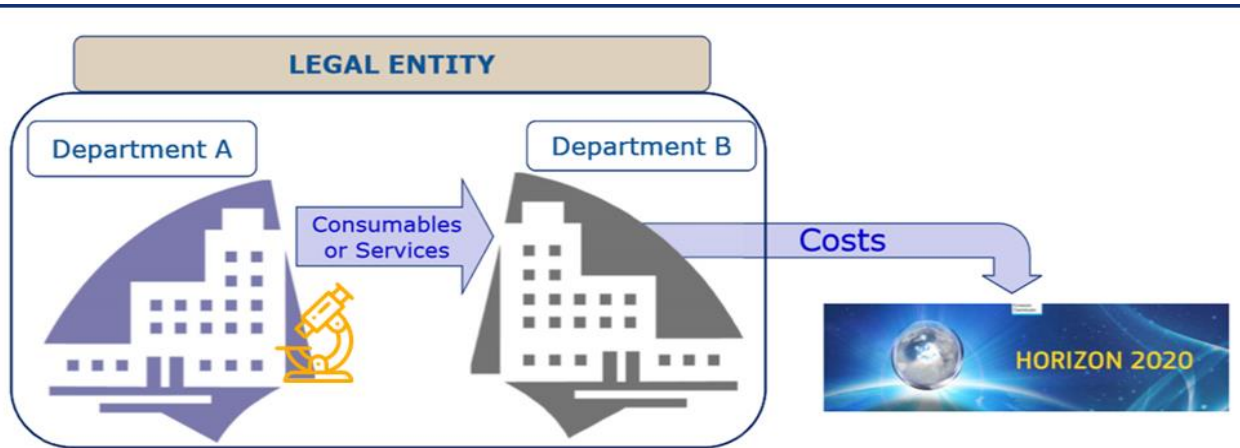 LEGAL ENTITY
Department A
Department B
Consumables
or Services
Costs
HORIZON 2020